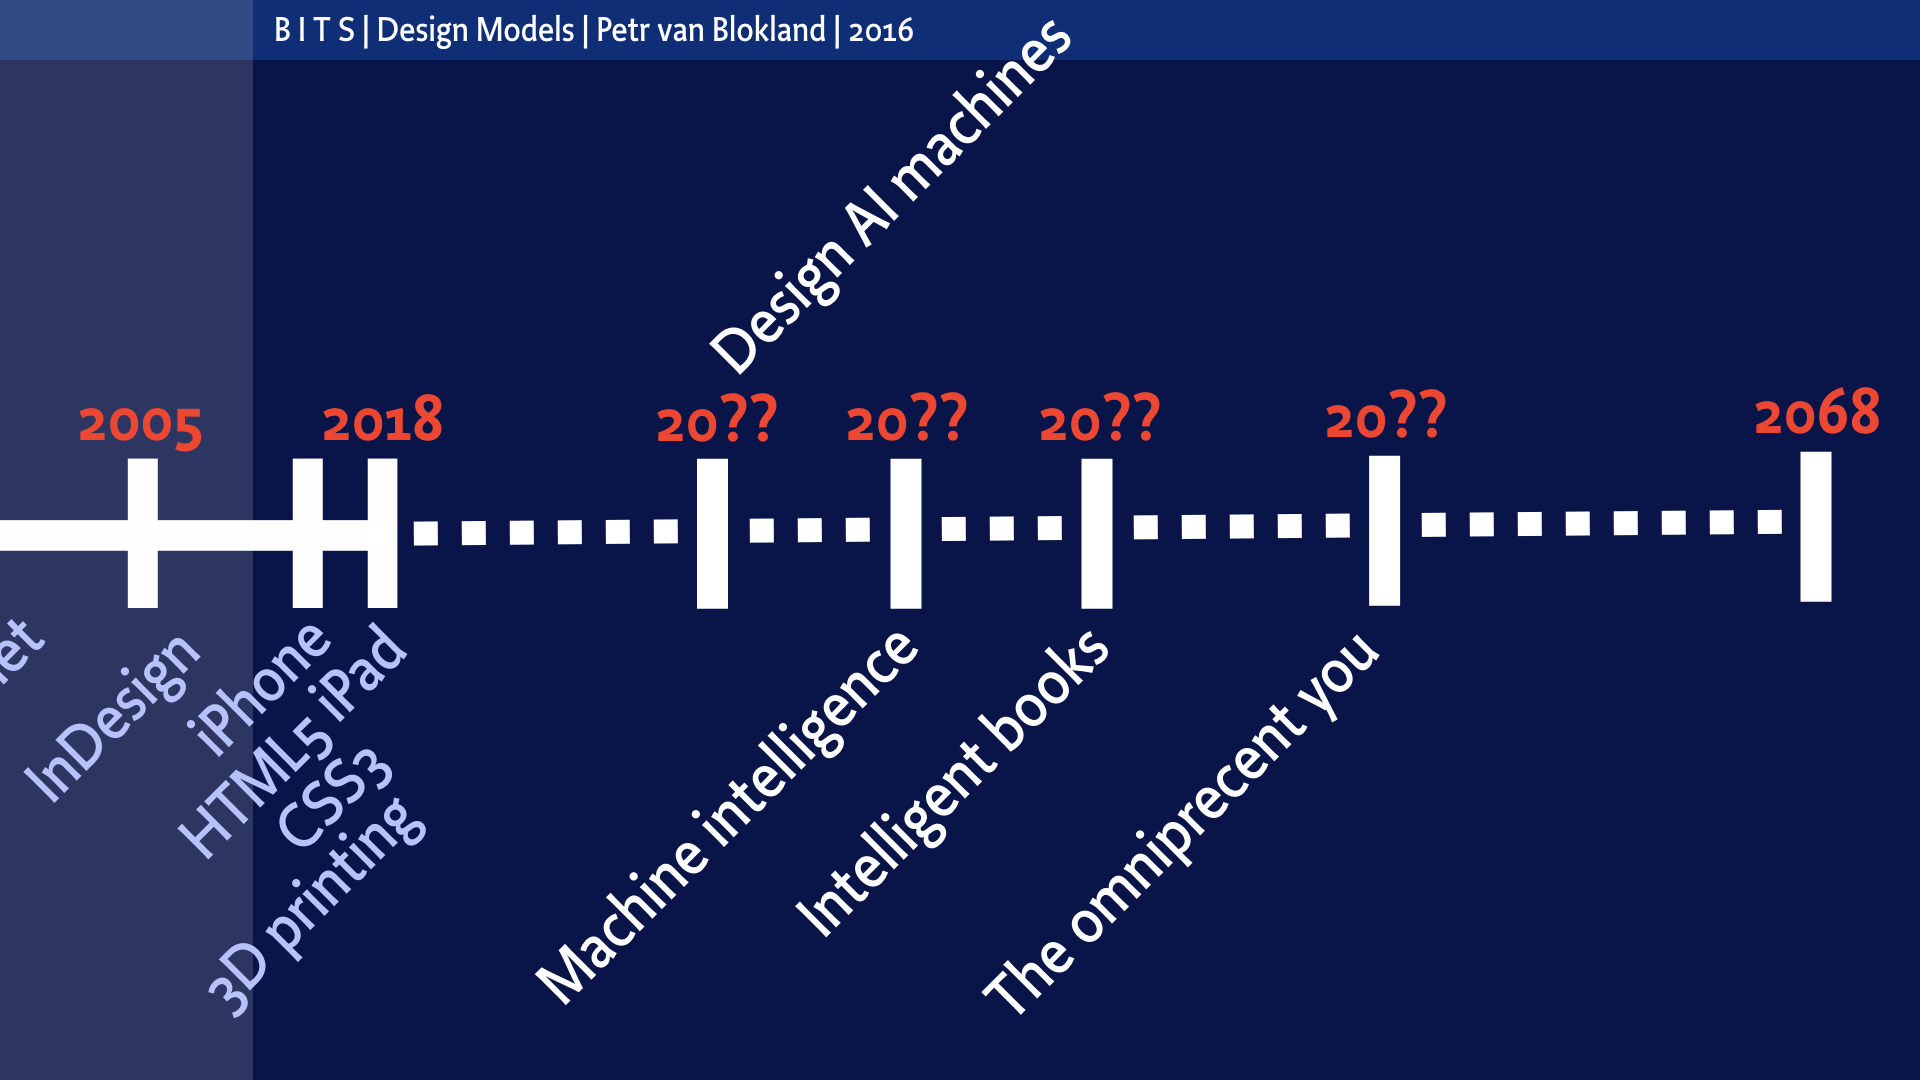 B I T S | Design Models | Petr van Blokland | 2016
Design AI machines
2005
2018
20??
20??
20??
20??
2068
InDesign
iPhone
HTML5 iPad
CSS3
3D printing
Machine intelligence
Intelligent books
The omniprecent you